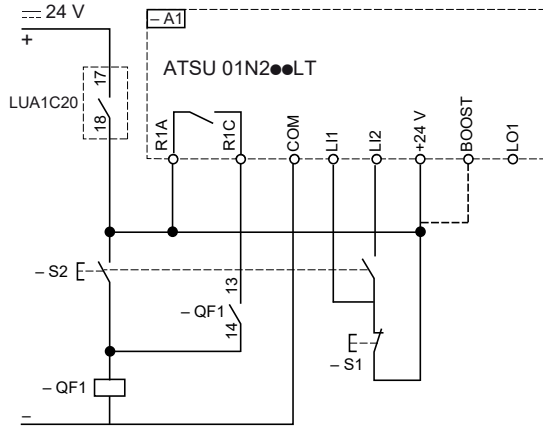 24 V
+
– A1
ATSU 01N2●●LT
LUA1C20
17
18
R1A
R1C
COM
LI1
LI2
+24 V
BOOST
LO1
– S2
13
– QF1
14
– S1
– QF1
–